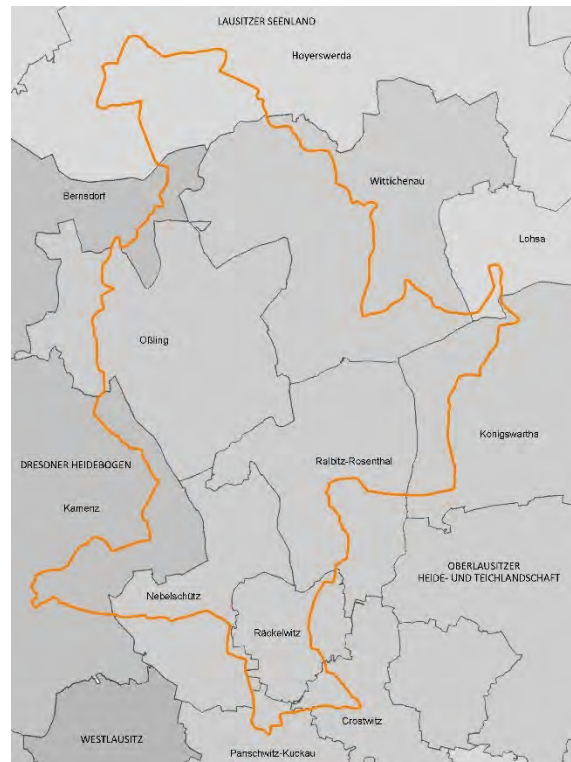 LAUSITZER SEENLAND
Hoyerswerda
Wittichenau
Bernsdorf
Lohsa
Oßling
Königswartha
Ralbitz-Rosenthal
DRESDNER HEIDEBOGEN
Kamenz
OBERLAUSITZER
HEIDE- UND TEICHLANDSCHAFT
Nebelschütz
Räckelwitz
Crostwitz
WESTLAUSITZ
Panschwitz-Kuckau